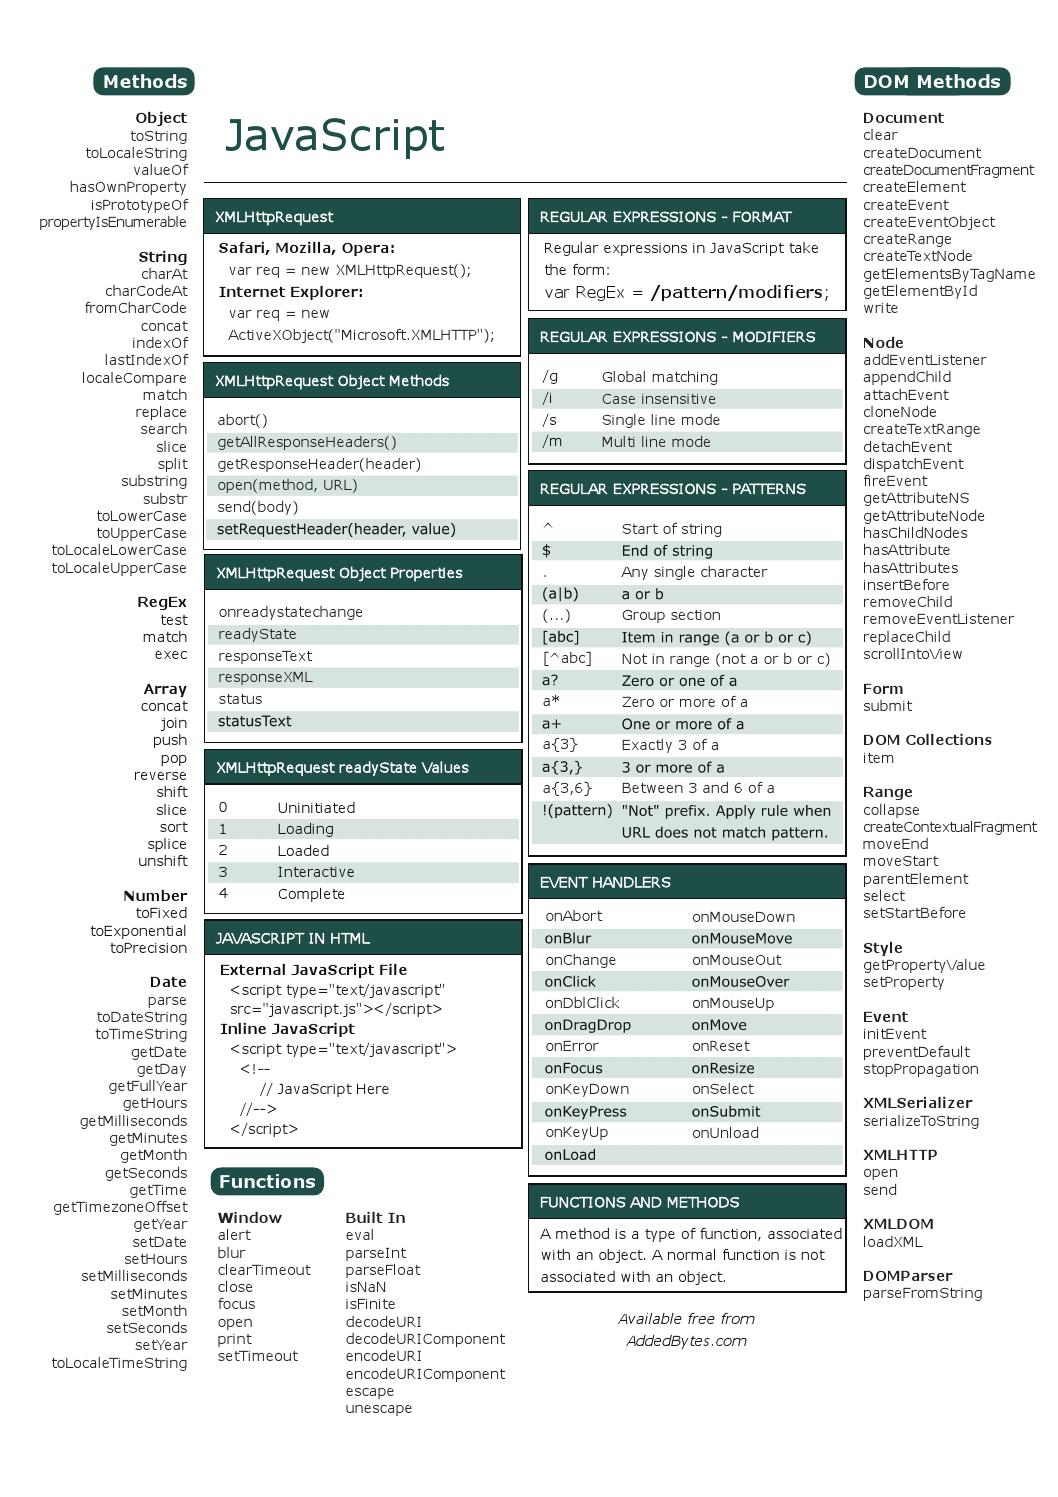 Methods
Object
toString
toLocaleString
valueOf
hasOwnProperty
isPrototypeOf
propertyIsEnumerable
String
charAt
charCodeAt
fromCharCode
concat
indexOf
lastIndexOf
localeCompare
match
replace
search
slice
split
substring
substr
toLowerCase
toUpperCase
toLocaleLowerCase
toLocaleUpperCase
RegEx
test
match
exec
Array
concat
join
push
pop
reverse
shift
slice
sort
splice
unshift
Number
toFixed
toExponential
toPrecision
Date
parse
toDateString
toTimeString
getDate
getDay
getFullYear
getHours
getMilliseconds
getMinutes
getMonth
getSeconds
getTime
getTimezoneOffset
getYear
setDate
setHours
setMilliseconds
setMinutes
setMonth
setSeconds
setYear
toLocaleTimeString
JavaScript
XMLHttpRequest
Safari, Mozilla, Opera:
var req = new XMLHttpRequest();
Internet Explorer:
var req = new
ActiveXObject("Microsoft.XMLHTTP");
XMLHttpRequest Object Methods
abort()
getAllResponseHeaders()
getResponseHeader(header)
open(method, URL)
send(body)
setRequestHeader(header, value)
XMLHttpRequest Object Properties
onreadystatechange
readyState
responseText
responseXML
status
statusText
XMLHttpRequest readyState Values
0 Uninitiated
1 Loading
2 Loaded
3 Interactive
4 Complete
JAVASCRIPT IN HTML
External JavaScript File
<script type="text/javascript"
src="javascript.js"></script>
Inline JavaScript
<script type="text/javascript">
<!--
// JavaScript Here
//-->
</script>
Functions
Window
alert
blur
clearTimeout
close
focus
open
print
setTimeout
Built In
eval
parseInt
parseFloat
isNaN
isFinite
decodeURI
decodeURIComponent
encodeURI
encodeURIComponent
escape
unescape
REGULAR EXPRESSIONS - FORMAT
Regular expressions in JavaScript take
the form:
var RegEx = /pattern/modifiers;
REGULAR EXPRESSIONS - MODIFIERS
/g Global matching
/i Case insensitive
/s Single line mode
/m Multi line mode
REGULAR EXPRESSIONS - PATTERNS
^ Start of string
$ End of string
. Any single character
(a|b) a or b
(...) Group section
[abc] Item in range (a or b or c)
[^abc] Not in range (not a or b or c)
a? Zero or one of a
a* Zero or more of a
a+ One or more of a
a{3} Exactly 3 of a
a{3,} 3 or more of a
a{3,6} Between 3 and 6 of a
!(pattern) "Not" prefix. Apply rule when
URL does not match pattern.
EVENT HANDLERS
onAbort onMouseDown
onBlur onMouseMove
onChange onMouseOut
onClick onMouseOver
onDblClick onMouseUp
onDragDrop onMove
onError onReset
onFocus onResize
onKeyDown onSelect
onKeyPress onSubmit
onKeyUp onUnload
onLoad
FUNCTIONS AND METHODS
A method is a type of function, associated
with an object. A normal function is not
associated with an object.
Available free from
AddedBytes.com
DOM Methods
Document
clear
createDocument
createDocumentFragment
createElement
createEvent
createEventObject
createRange
createTextNode
getElementsByTagName
getElementById
write
Node
addEventListener
appendChild
attachEvent
cloneNode
createTextRange
detachEvent
dispatchEvent
fireEvent
getAttributeNS
getAttributeNode
hasChildNodes
hasAttribute
hasAttributes
insertBefore
removeChild
removeEventListener
replaceChild
scrollIntoView
Form
submit
DOM Collections
item
Range
collapse
createContextualFragment
moveEnd
moveStart
parentElement
select
setStartBefore
Style
getPropertyValue
setProperty
Event
initEvent
preventDefault
stopPropagation
XMLSerializer
serializeToString
XMLHTTP
open
send
XMLDOM
loadXML
DOMParser
parseFromString